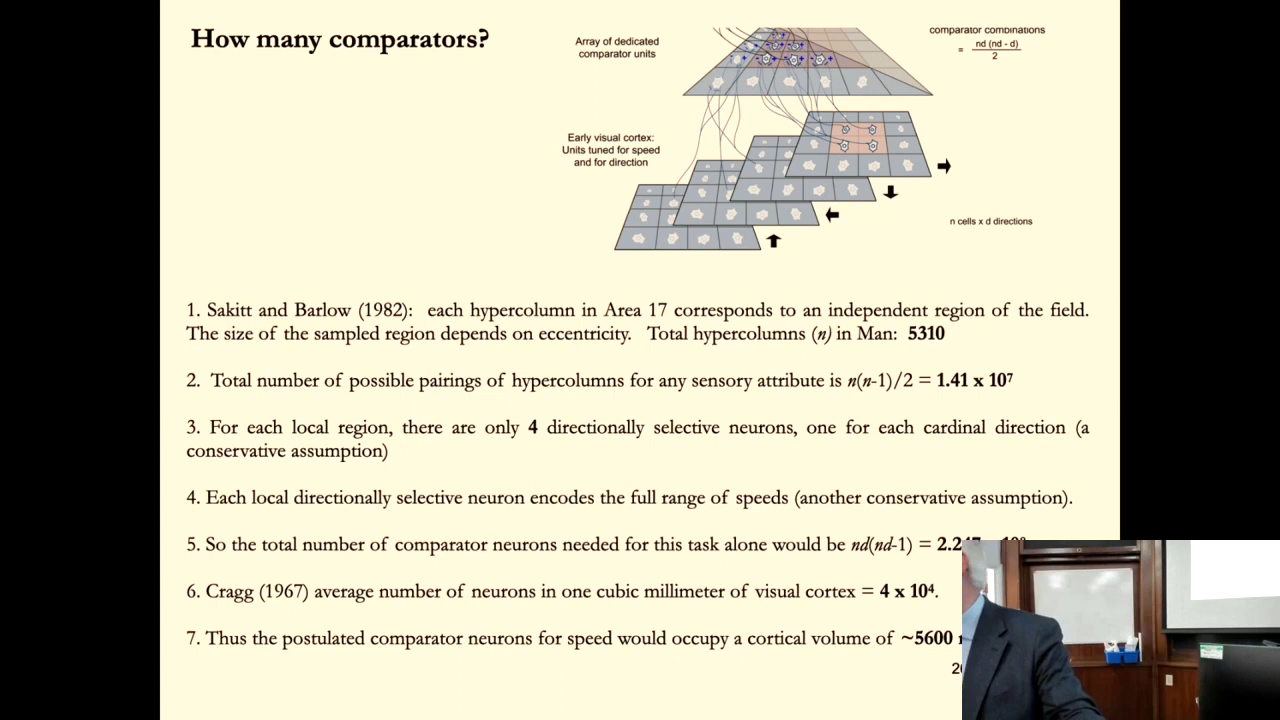 How many comparators?
Array of dedicated
comparator units
comparator combinations
= nd (nd - d)
2
Early visual cortex:
Units tuned for speed
and for direction
n cells x d directions
1. Sakitt and Barlow (1982): each hypercolumn in Area 17 corresponds to an independent region of the field.
The size of the sampled region depends on eccentricity. Total hypercolumns (n) in Man: 5310
2. Total number of possible pairings of hypercolumns for any sensory attribute is n(n-1)/2 = 1.41 x 10⁷
3. For each local region, there are only 4 directionally selective neurons, one for each cardinal direction (a
conservative assumption)
4. Each local directionally selective neuron encodes the full range of speeds (another conservative assumption).
5. So the total number of comparator neurons needed for this task alone would be nd(nd-1) =
6. Cragg (1967) average number of neurons in one cubic millimeter of visual cortex = 4 x 10⁴.
7. Thus the postulated comparator neurons for speed would occupy a cortical volume of ~5600